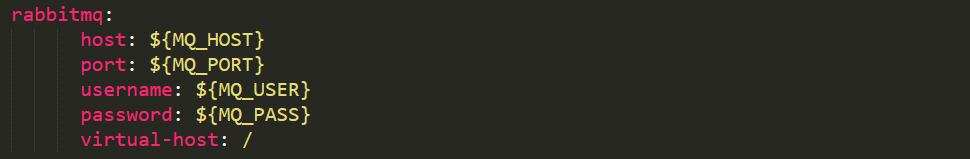 rabbitmq:
host: ${MQ_HOST}
port: ${MQ_PORT}
username: ${MQ_USER}
password: ${MQ_PASS}
virtual-host: /